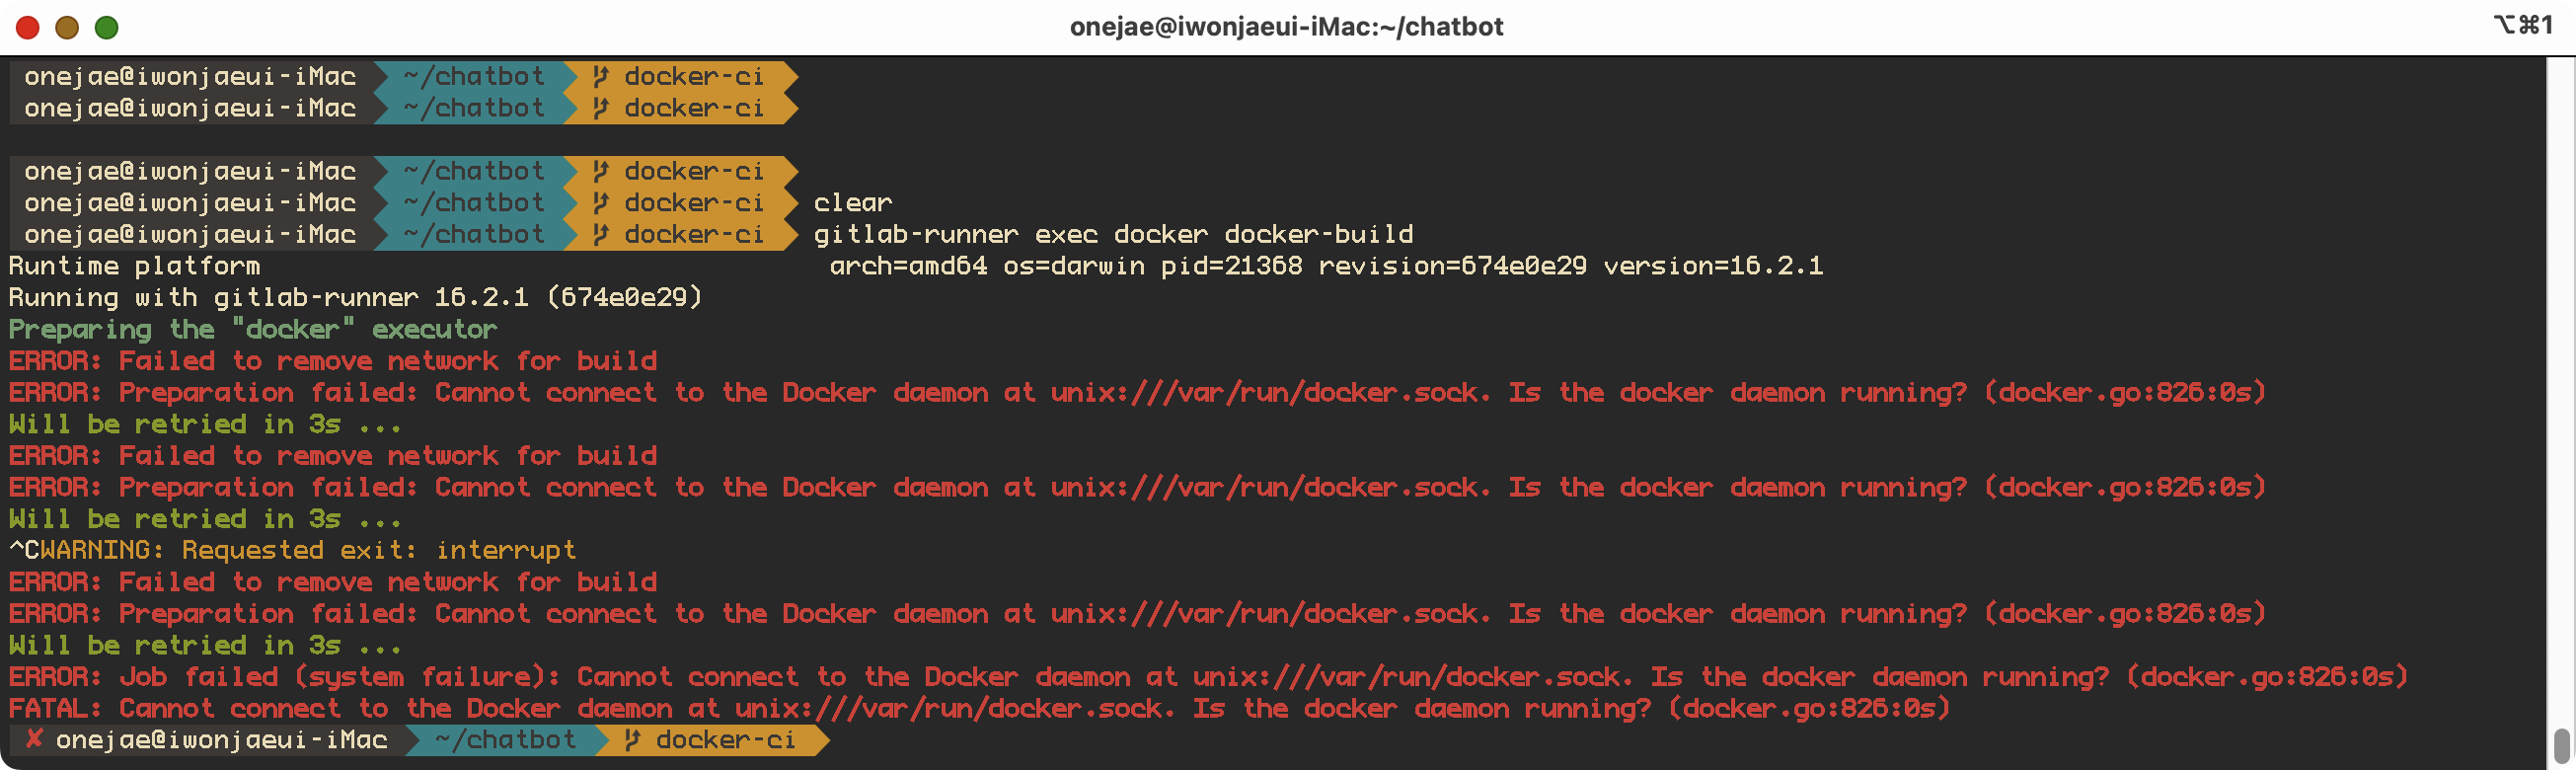 onejae@iwonjaeui-iMac:~/chatbot
⌥⌘1
onejae@iwonjaeui-iMac ~/chatbot docker-ci
onejae@iwonjaeui-iMac ~/chatbot docker-ci
onejae@iwonjaeui-iMac ~/chatbot docker-ci
onejae@iwonjaeui-iMac ~/chatbot docker-ci clear
onejae@iwonjaeui-iMac ~/chatbot docker-ci gitlab-runner exec docker docker-build
Runtime platform arch=amd64 os=darwin pid=21368 revision=674e0e29 version=16.2.1
Running with gitlab-runner 16.2.1 (674e0e29)
Preparing the "docker" executor
ERROR: Failed to remove network for build
ERROR: Preparation failed: Cannot connect to the Docker daemon at unix:///var/run/docker.sock. Is the docker daemon running? (docker.go:826:0s)
Will be retried in 3s ...
ERROR: Failed to remove network for build
ERROR: Preparation failed: Cannot connect to the Docker daemon at unix:///var/run/docker.sock. Is the docker daemon running? (docker.go:826:0s)
Will be retried in 3s ...
^CWARNING: Requested exit: interrupt
ERROR: Failed to remove network for build
ERROR: Preparation failed: Cannot connect to the Docker daemon at unix:///var/run/docker.sock. Is the docker daemon running? (docker.go:826:0s)
Will be retried in 3s ...
ERROR: Job failed (system failure): Cannot connect to the Docker daemon at unix:///var/run/docker.sock. Is the docker daemon running? (docker.go:826:0s)
FATAL: Cannot connect to the Docker daemon at unix:///var/run/docker.sock. Is the docker daemon running? (docker.go:826:0s)
✘ onejae@iwonjaeui-iMac ~/chatbot docker-ci